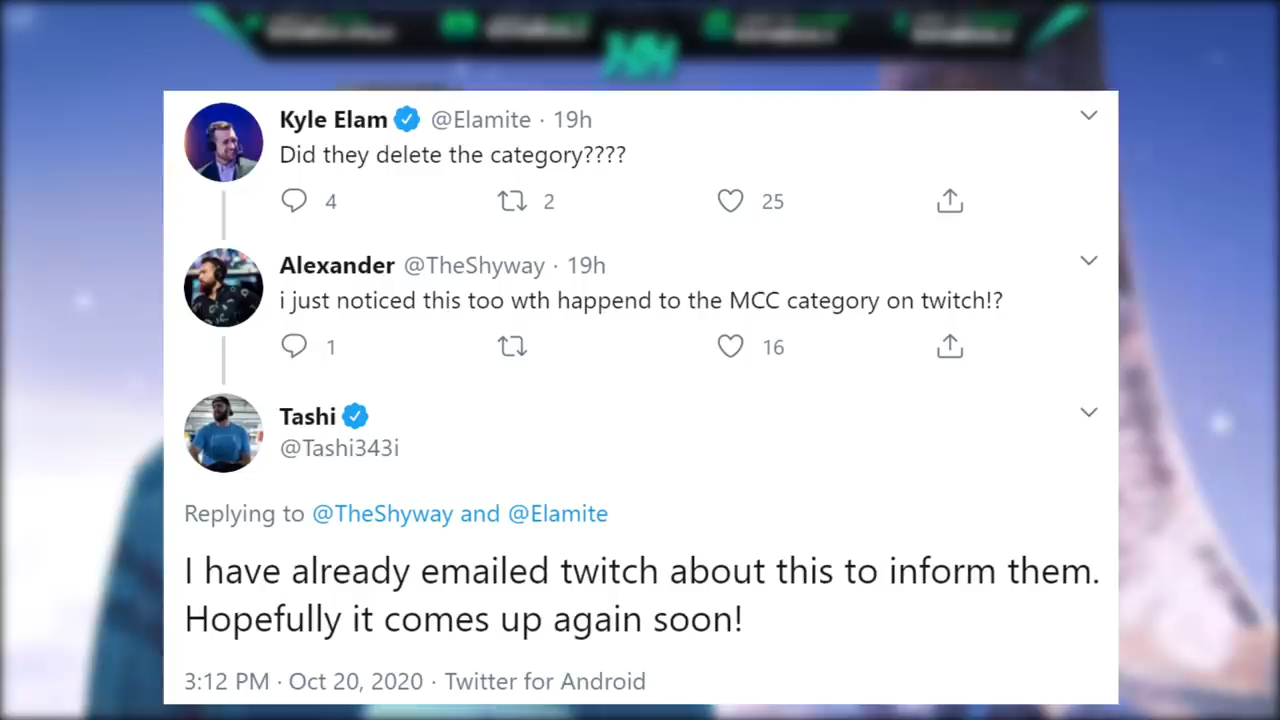 Kyle Elam @Elamite · 19h
Did they delete the category????
4 2 25
Alexander @TheShyway · 19h
i just noticed this too wth happend to the MCC category on twitch!?
1 16
Tashi
@Tashi343i
Replying to @TheShyway and @Elamite
I have already emailed twitch about this to inform them.
Hopefully it comes up again soon!
3:12 PM · Oct 20, 2020 · Twitter for Android